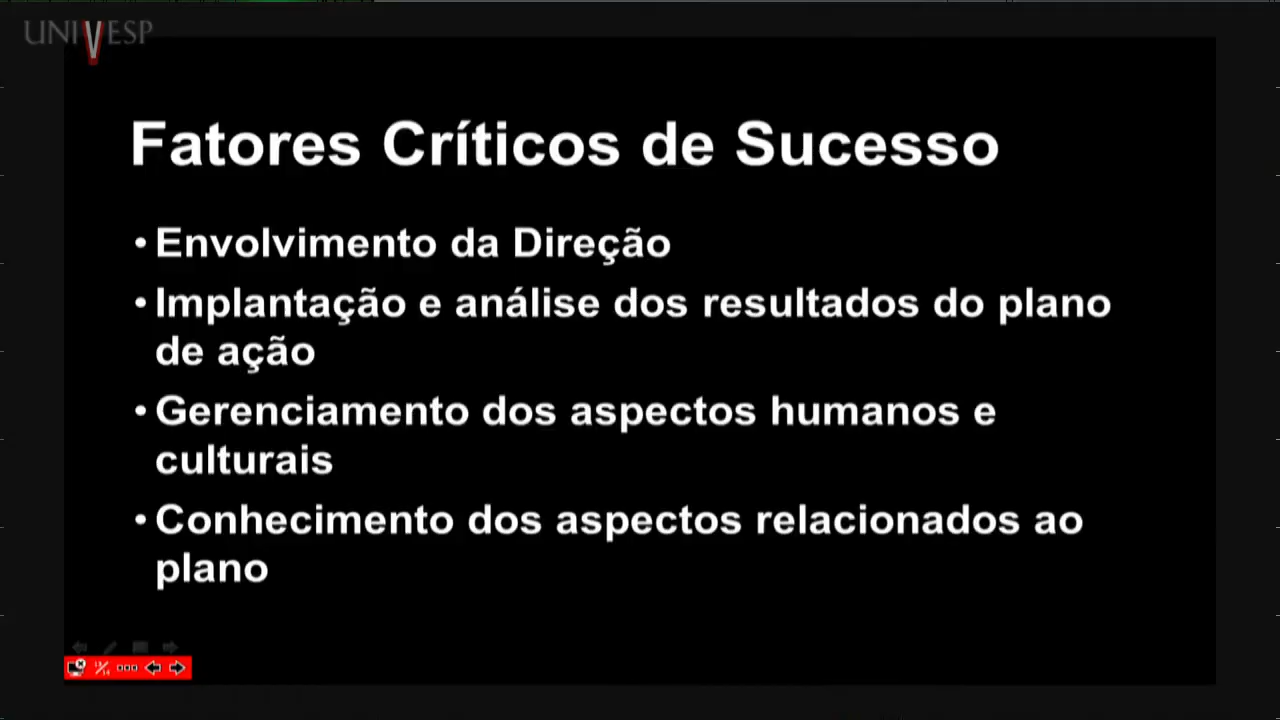 UNIVESP
Fatores Críticos de Sucesso
• Envolvimento da Direção
• Implantação e análise dos resultados do plano
de ação
• Gerenciamento dos aspectos humanos e
culturais
• Conhecimento dos aspectos relacionados ao
plano